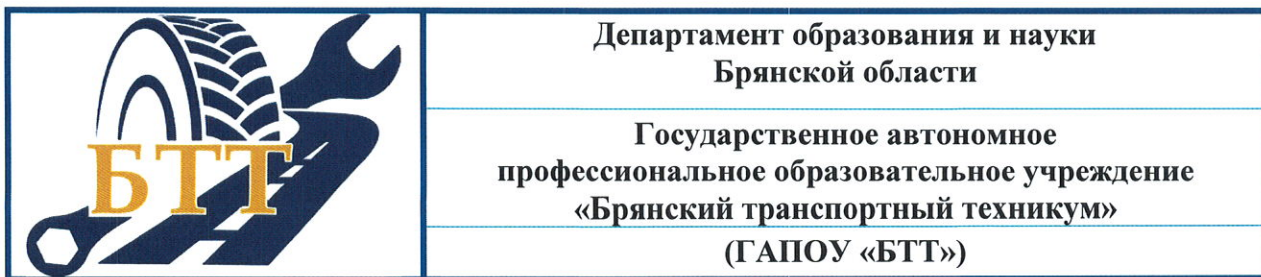 БТТ
Департамент образования и науки
Брянской области
Государственное автономное
профессиональное образовательное учреждение
«Брянский транспортный техникум»
(ГАПОУ «БТТ»)